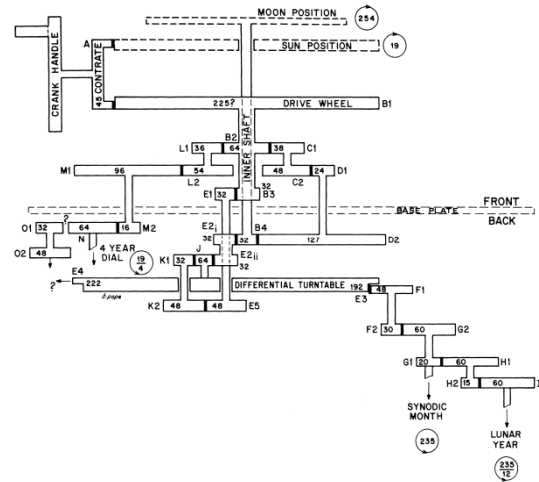 MOON POSITION
254
A
SUN POSITION
19
CRANK HANDLE
CONTRATE
45
225?
DRIVE WHEEL
B1
INNER SHAFT
B2
L1
36
64
38
C1
M1
96
54
48
24
D1
L2
C2
E1
32
32
B3
FRONT
BASE PLATE
BACK
?
O1
32
64
16
M2
N
E2i
32
32
B4
127
D2
O2
48
4 YEAR
DIAL
19
4
J
K1
32
64
E2ii
32
E4
?
222
DIFFERENTIAL TURNTABLE
192
48
F1
E3
K2
48
48
E5
F2
30
60
G2
G1
20
60
H1
H2
15
60
I
SYNODIC
MONTH
235
LUNAR
YEAR
235
12